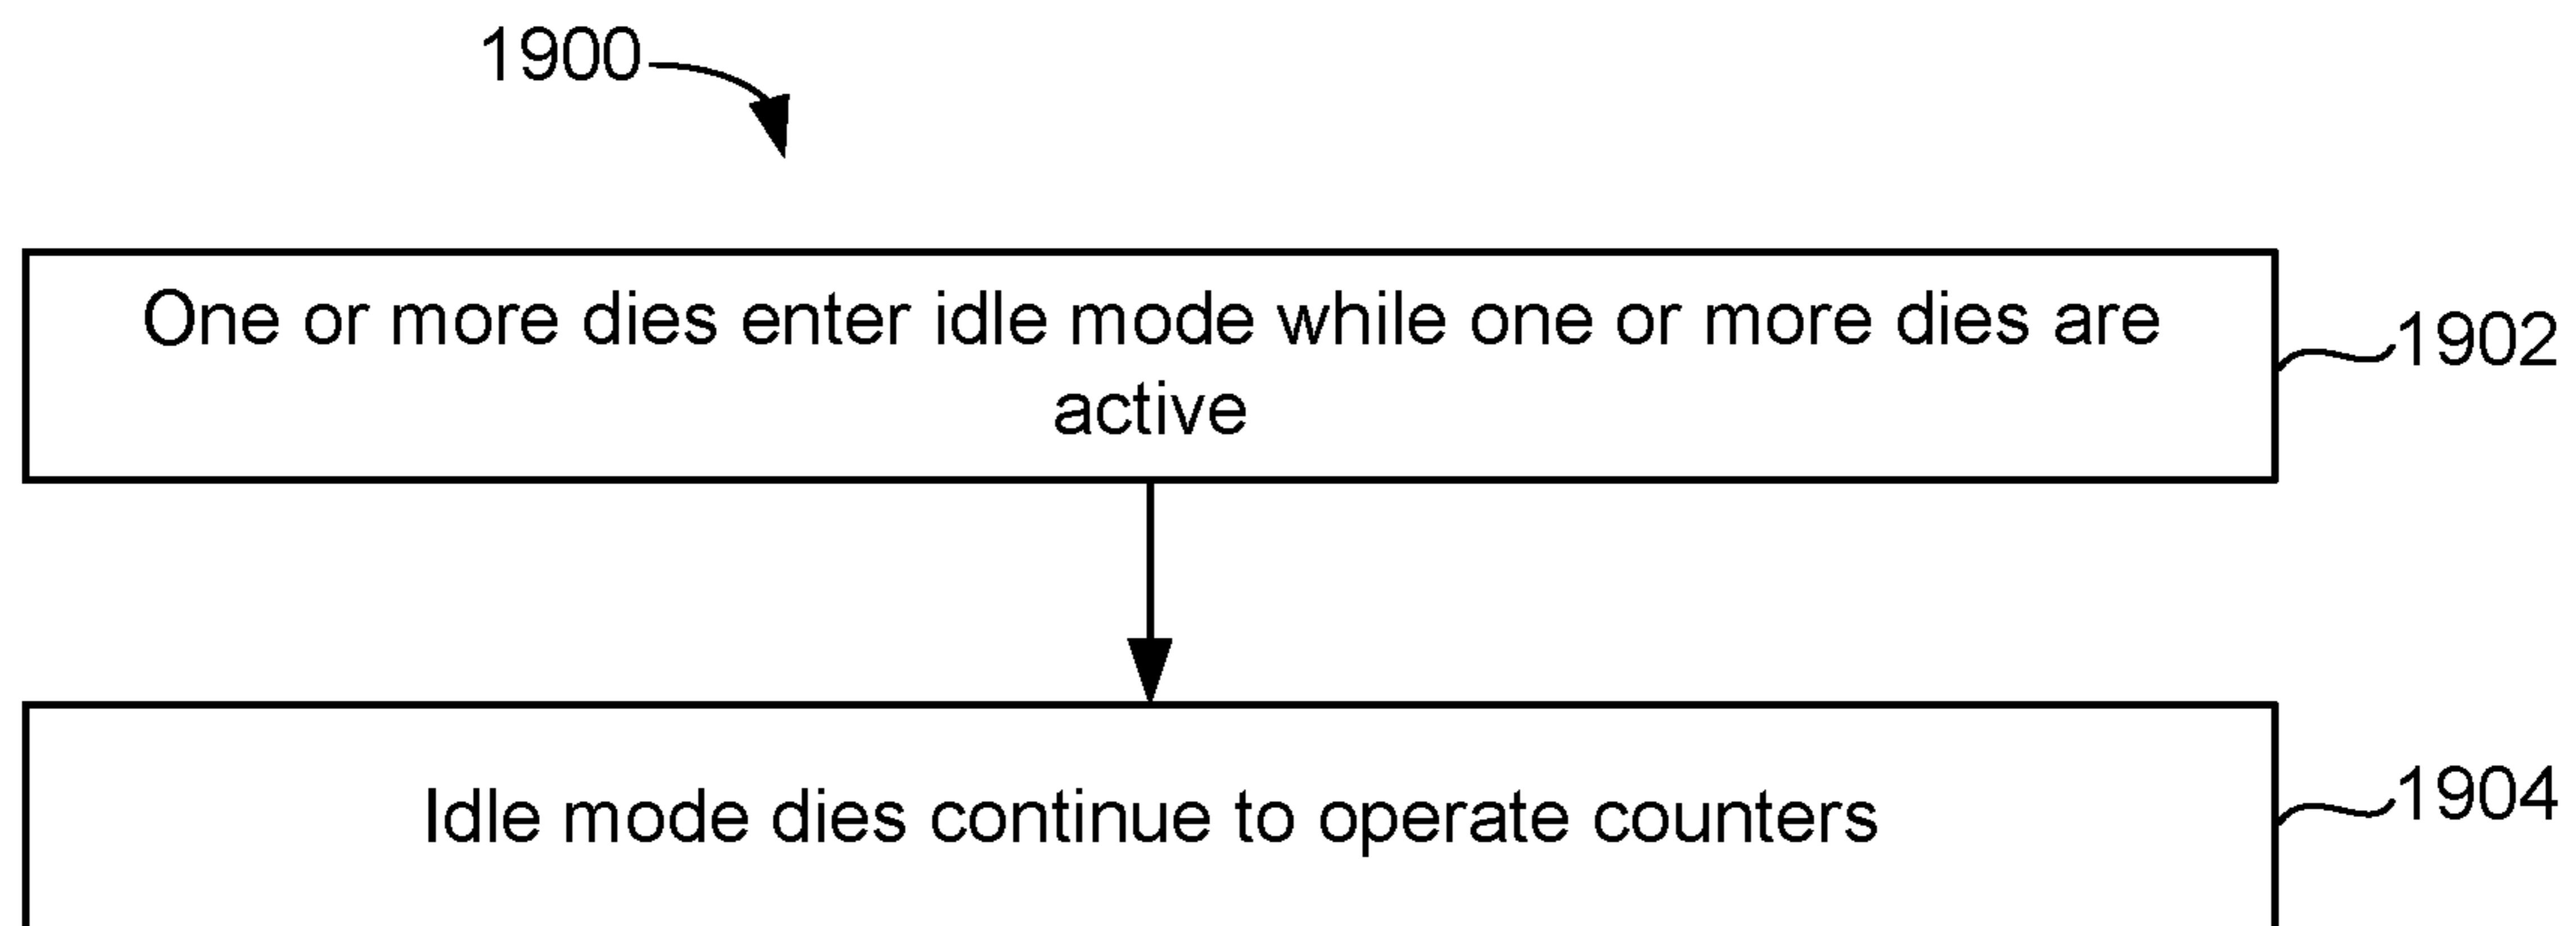 1900
One or more dies enter idle mode while one or more dies are
active
1902
Idle mode dies continue to operate counters
1904